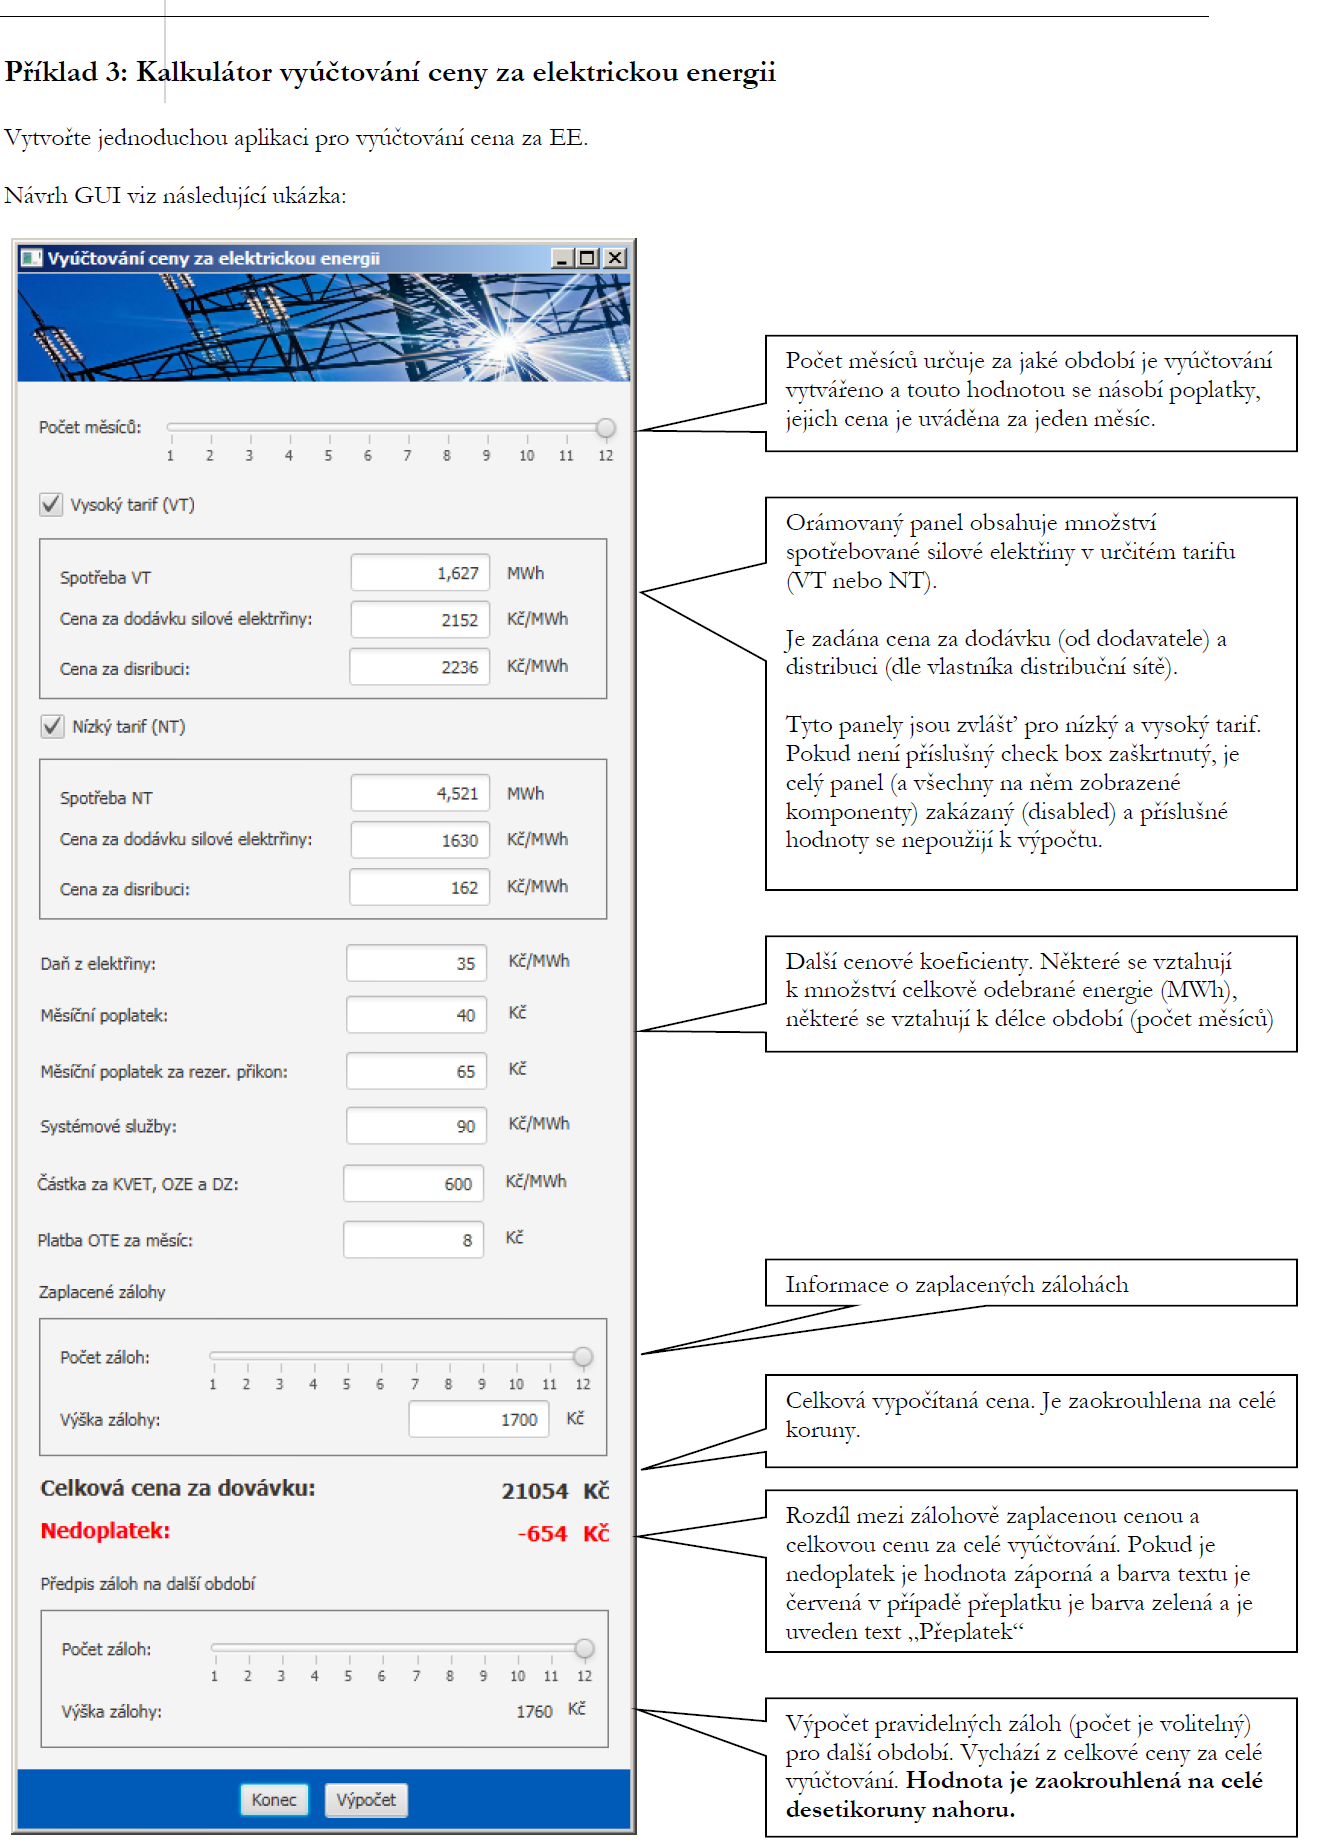 Příklad 3: Kalkulátor vyúčtování ceny za elektrickou energii
Vytvořte jednoduchou aplikaci pro vyúčtování cena za EE.
Návrh GUI viz následující ukázka:
Vyúčtování ceny za elektrickou energii
Počet měsíců:
1 2 3 4 5 6 7 8 9 10 11 12
Vysoký tarif (VT)
Spotřeba VT 1,627 MWh
Cena za dodávku silové elektrřiny: 2152 Kč/MWh
Cena za disribuci: 2236 Kč/MWh
Nízký tarif (NT)
Spotřeba NT 4,521 MWh
Cena za dodávku silové elektrřiny: 1630 Kč/MWh
Cena za disribuci: 162 Kč/MWh
Daň z elektřiny: 35 Kč/MWh
Měsíční poplatek: 40 Kč
Měsíční poplatek za rezer. přikon: 65 Kč
Systémové služby: 90 Kč/MWh
Částka za KVET, OZE a DZ: 600 Kč/MWh
Platba OTE za měsíc: 8 Kč
Zaplacené zálohy
Počet záloh:
1 2 3 4 5 6 7 8 9 10 11 12
Výška zálohy: 1700 Kč
Celková cena za dovávku: 21054 Kč
Nedoplatek: -654 Kč
Předpis záloh na další období
Počet záloh:
1 2 3 4 5 6 7 8 9 10 11 12
Výška zálohy: 1760 Kč
Konec Výpočet
Počet měsíců určuje za jaké období je vyúčtování
vytvářeno a touto hodnotou se násobí poplatky,
jejich cena je uváděna za jeden měsíc.
Orámovaný panel obsahuje množství
spotřebované silové elektřiny v určitém tarifu
(VT nebo NT).
Je zadána cena za dodávku (od dodavatele) a
distribuci (dle vlastníka distribuční sítě).
Tyto panely jsou zvlášť pro nízký a vysoký tarif.
Pokud není příslušný check box zaškrtnutý, je
celý panel (a všechny na něm zobrazené
komponenty) zakázaný (disabled) a příslušné
hodnoty se nepoužijí k výpočtu.
Další cenové koeficienty. Některé se vztahují
k množství celkově odebrané energie (MWh),
některé se vztahují k délce období (počet měsíců)
Informace o zaplacených zálohách
Celková vypočítaná cena. Je zaokrouhlena na celé
koruny.
Rozdíl mezi zálohově zaplacenou cenou a
celkovou cenu za celé vyúčtování. Pokud je
nedoplatek je hodnota záporná a barva textu je
červená v případě přeplatku je barva zelená a je
uveden text „Přeplatek“
Výpočet pravidelných záloh (počet je volitelný)
pro další období. Vychází z celkové ceny za celé
vyúčtování. Hodnota je zaokrouhlená na celé
desetikoruny nahoru.